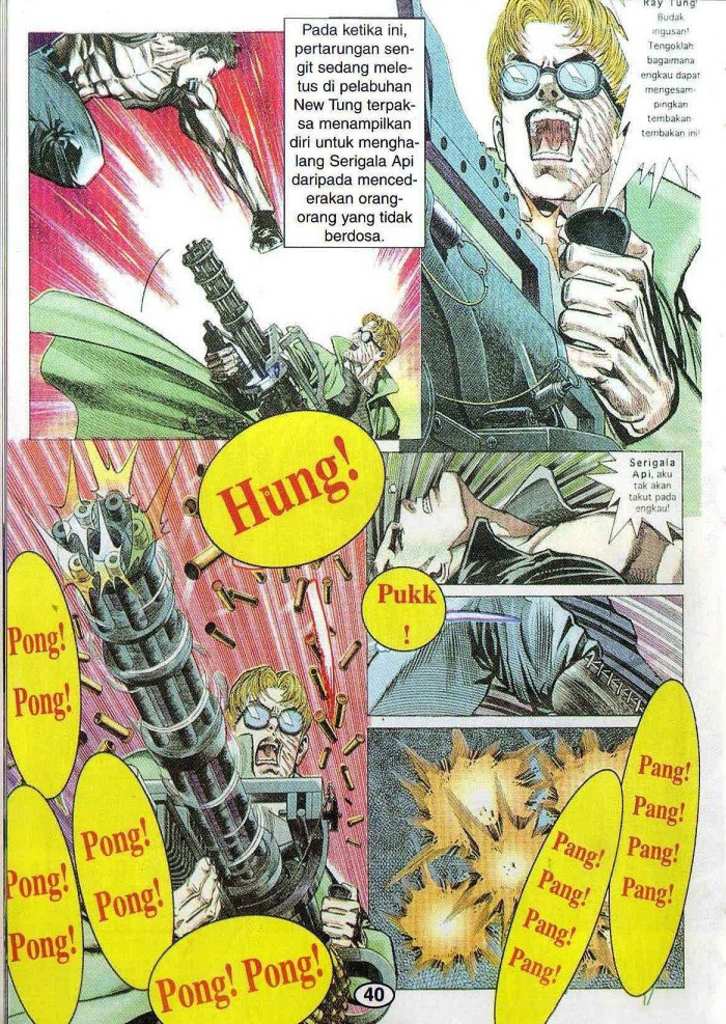 Pada ketika ini,
pertarungan sen-
git sedang mele-
tus di pelabuhan
New Tung terpak-
sa menampilkan
diri untuk mengha-
lang Serigala Api
daripada menced-
erakan orang-
orang yang tidak
berdosa.
Ray Tung
Budak
ingusan!
Tengoklah
bagaimana
engkau dapat
mengesam-
pingkan
tembakan
tembakan ini!
Hung!
Serigala
Api, aku
tak akan
takut pada
engkau!
Pukk
!
Pong!
Pong!
Pong!
Pong!
Pong!
Pong!
Pong! Pong!
Pang!
Pang!
Pang!
Pang!
Pang!
Pang!
Pang!
Pang!
40